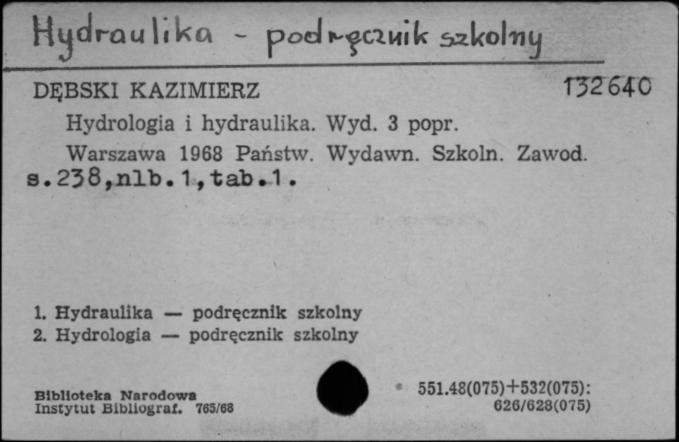 Hydraulika - podręcznik szkolny
DĘBSKI KAZIMIERZ 132640
Hydrologia i hydraulika. Wyd. 3 popr.
Warszawa 1968 Państw. Wydawn. Szkoln. Zawod.
s.238,nlb.1,tab.1.
1. Hydraulika — podręcznik szkolny
2. Hydrologia — podręcznik szkolny
Biblioteka Narodowa
Instytut Bibliograf. 765/68
551.48(075)+532(075):
626/628(075)